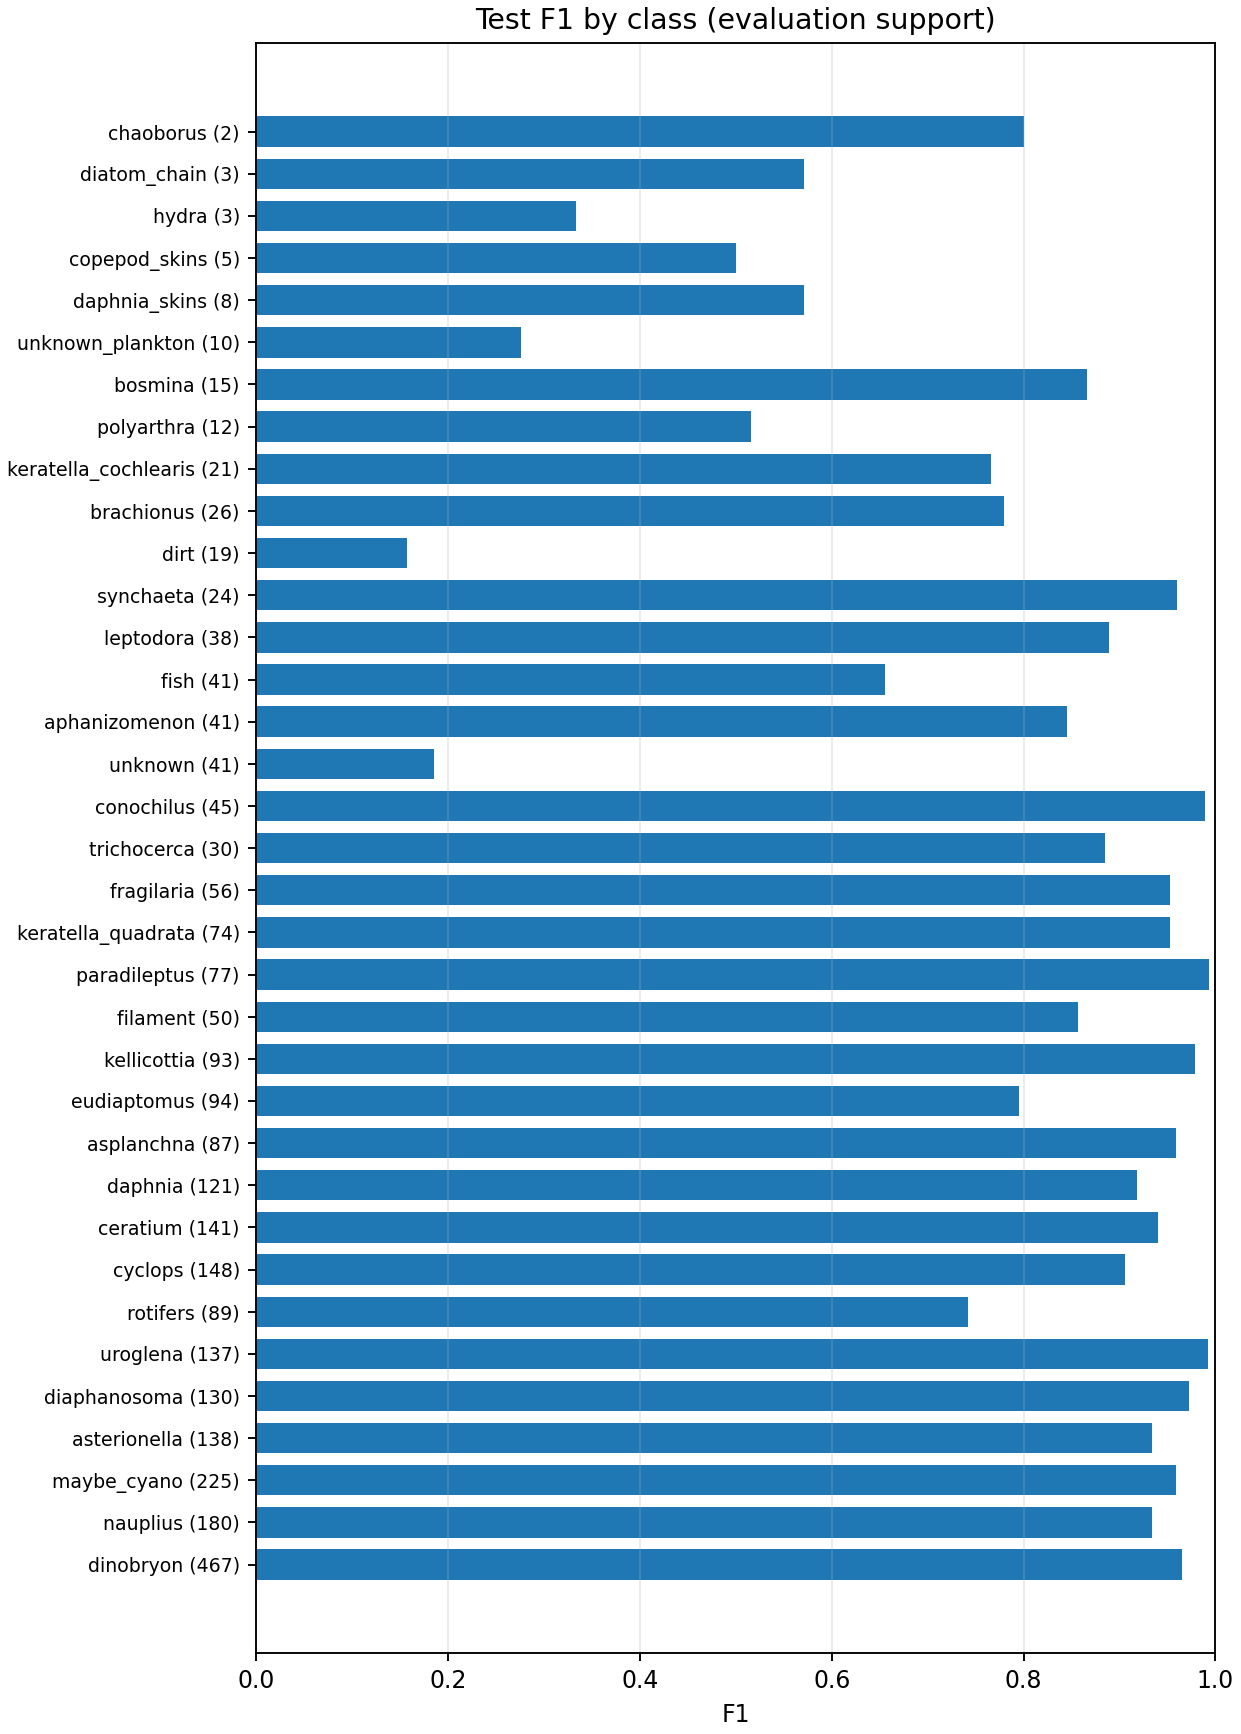 Test F1 by class (evaluation support)
chaoborus (2)
diatom_chain (3)
hydra (3)
copepod_skins (5)
daphnia_skins (8)
unknown_plankton (10)
bosmina (15)
polyarthra (12)
keratella_cochlearis (21)
brachionus (26)
dirt (19)
synchaeta (24)
leptodora (38)
fish (41)
aphanizomenon (41)
unknown (41)
conochilus (45)
trichocerca (30)
fragilaria (56)
keratella_quadrata (74)
paradileptus (77)
filament (50)
kellicottia (93)
eudiaptomus (94)
asplanchna (87)
daphnia (121)
ceratium (141)
cyclops (148)
rotifers (89)
uroglena (137)
diaphanosoma (130)
asterionella (138)
maybe_cyano (225)
nauplius (180)
dinobryon (467)
0.0 0.2 0.4 0.6 0.8 1.0
F1